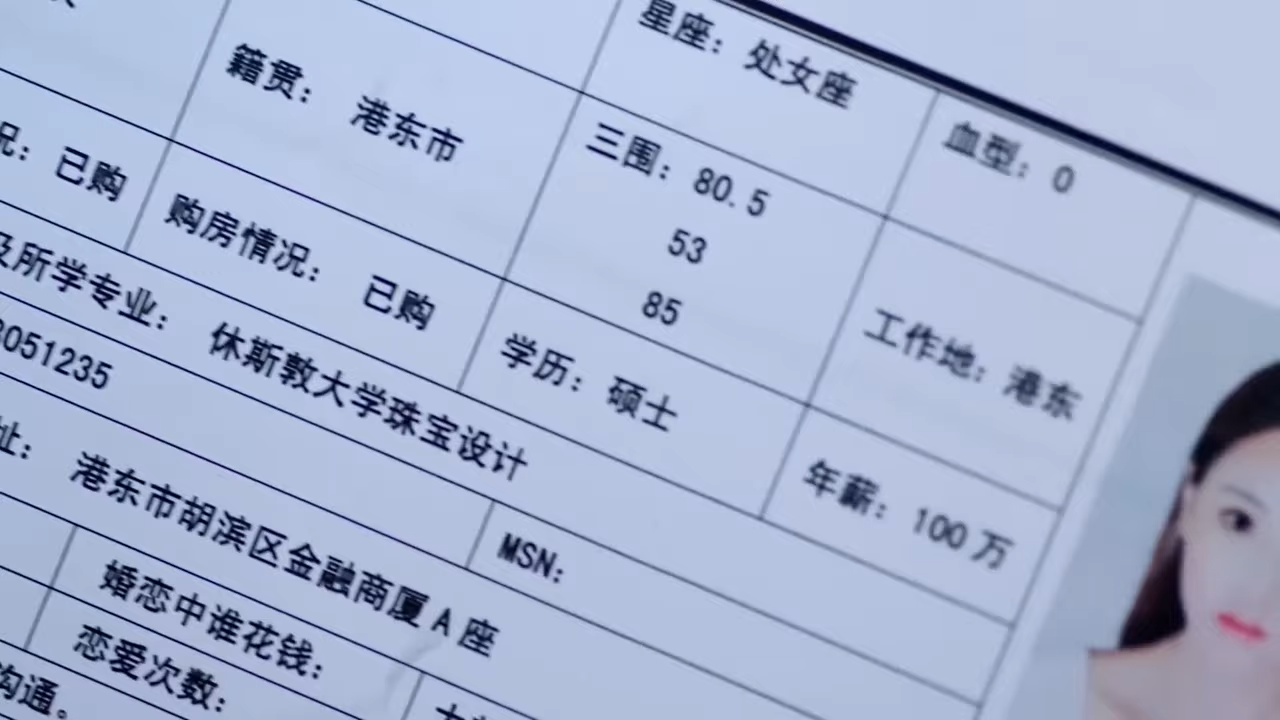 星座：处女座
血型：O
籍贯：港东市
三围：80.5
53
85
工作地：港东
况：已购
购房情况：已购
学历：硕士
年薪：100万
及所学专业：休斯敦大学珠宝设计
8051235
MSN:
址：港东市胡滨区金融商厦A座
婚恋中谁花钱：
恋爱次数：
沟通。